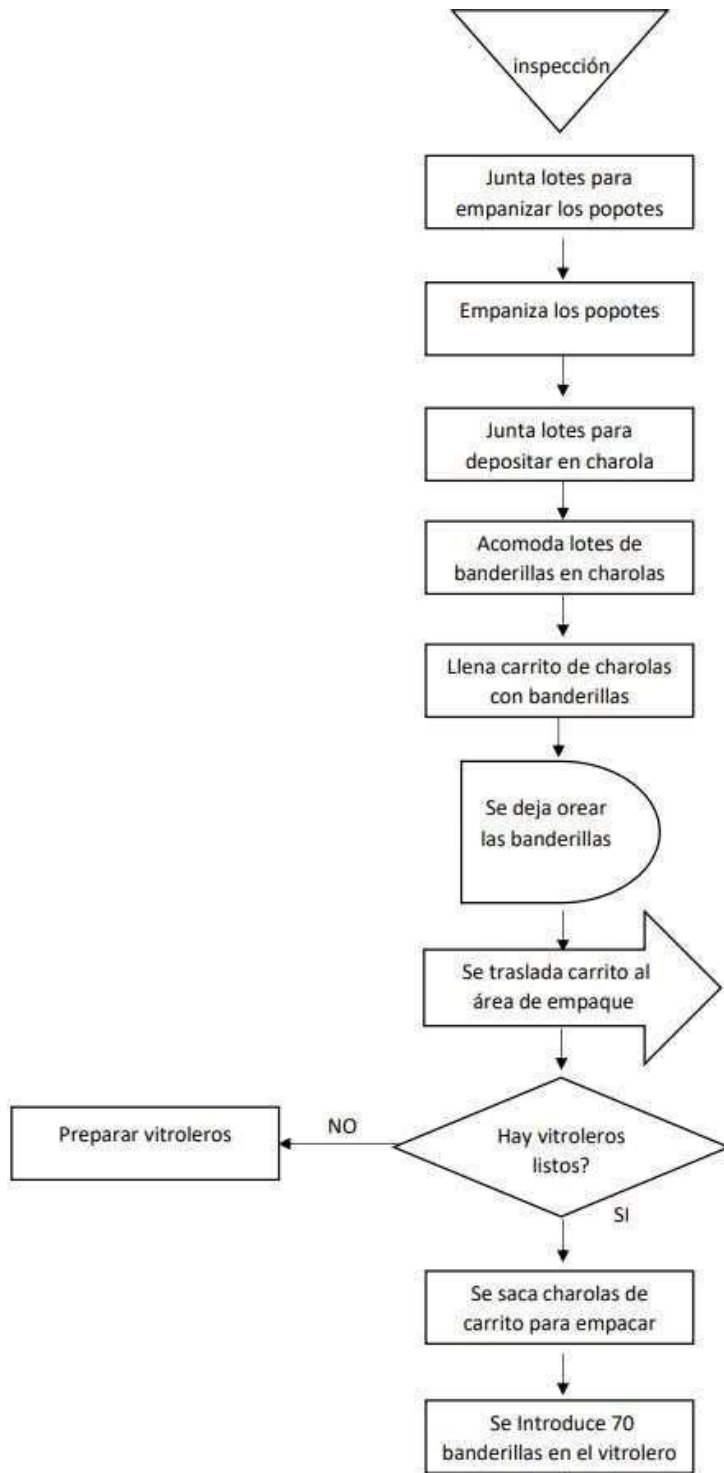 inspección
Junta lotes para
empanizar los popotes
Empaniza los popotes
Junta lotes para
depositar en charola
Acomoda lotes de
banderillas en charolas
Llena carrito de charolas
con banderillas
Se deja orear
las banderillas
Se traslada carrito al
área de empaque
Hay vitroleros
listos?
NO
Preparar vitroleros
SI
Se saca charolas de
carrito para empacar
Se Introduce 70
banderillas en el vitrolero